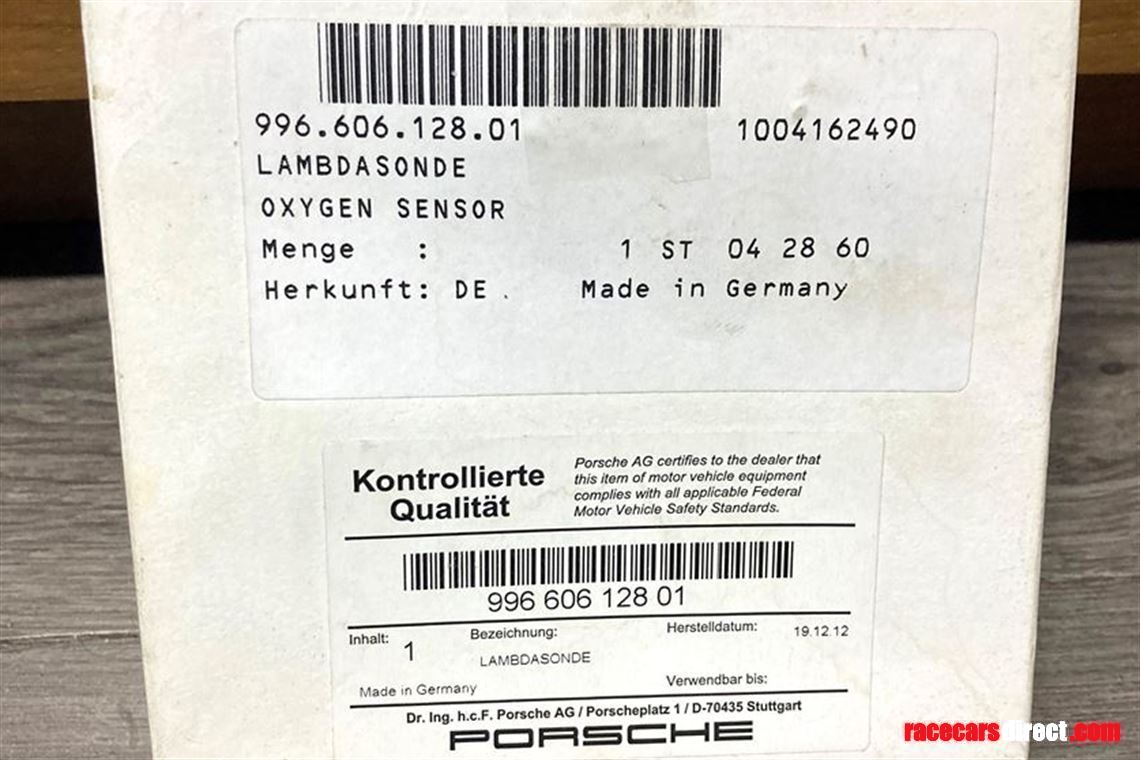 996.606.128.01 1004162490
LAMBDASONDE
OXYGEN SENSOR
Menge : 1 ST 04 28 60
Herkunft: DE. Made in Germany
Kontrollierte
Qualität
Porsche AG certifies to the dealer that
this item of motor vehicle equipment
complies with all applicable Federal
Motor Vehicle Safety Standards.
996 606 128 01
Inhalt: 1 Bezeichnung: Herstelldatum: 19.12.12
LAMBDASONDE
Made in Germany Verwendbar bis:
Dr. Ing. h.c.F. Porsche AG / Porscheplatz 1 / D-70435 Stuttgart
PORSCHE
racecarsdirect.com